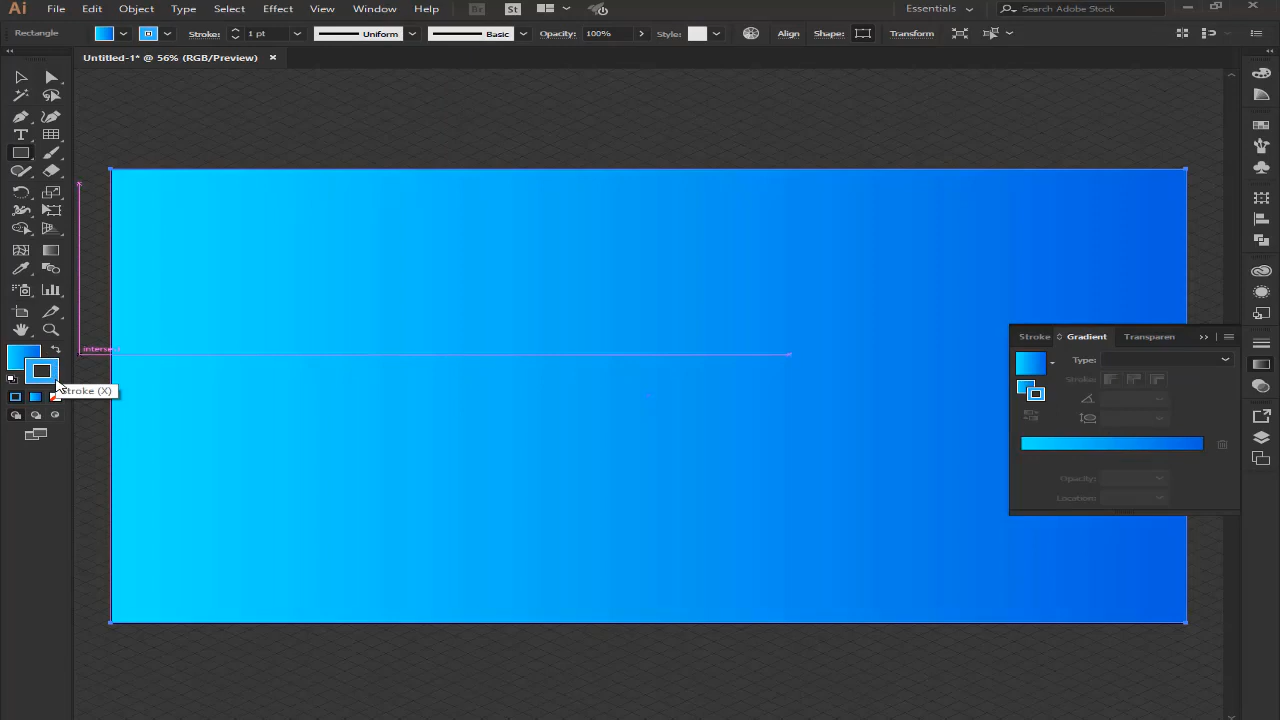 Ai File Edit Object Type Select Effect View Window Help Br St Essentials Search Adobe Stock
Rectangle Stroke: 1 pt Uniform Basic Opacity: 100% Style: Align Shape: Transform
Untitled-1* @ 56% (RGB/Preview)
Stroke Gradient Transparen
intersect
Type:
Stroke:
Stroke (X)
Opacity:
Location: